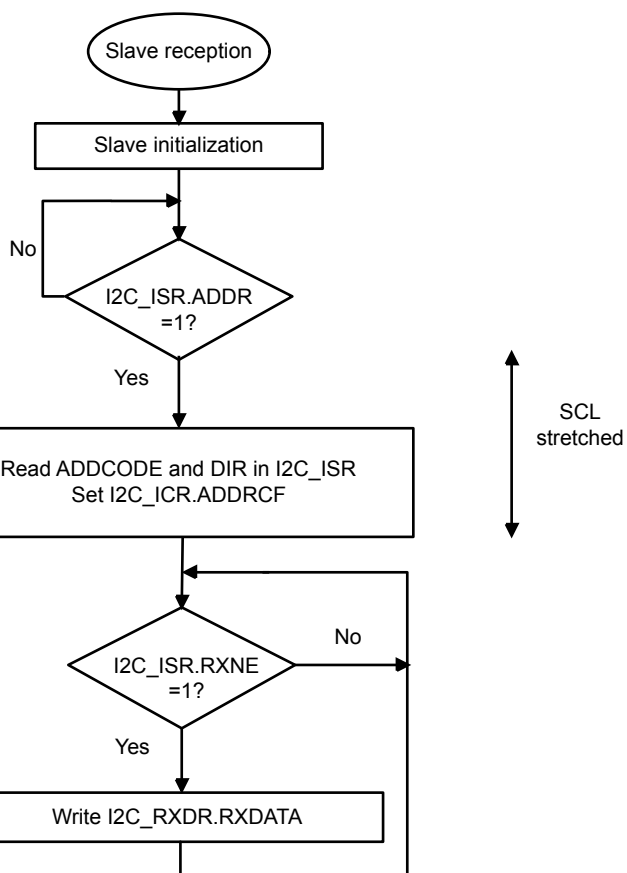 Slave reception
Slave initialization
No
I2C_ISR.ADDR
=1?
Yes
SCL
stretched
Read ADDCODE and DIR in I2C_ISR
Set I2C_ICR.ADDRCF
No
I2C_ISR.RXNE
=1?
Yes
Write I2C_RXDR.RXDATA